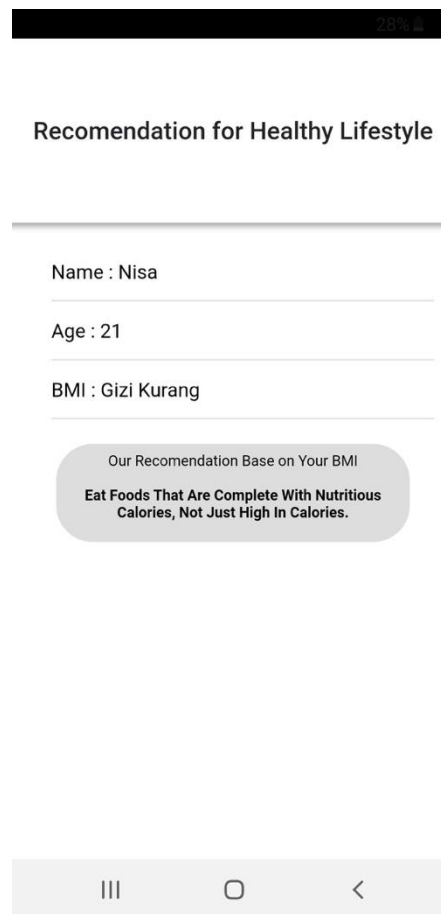 28%
Recomendation for Healthy Lifestyle
Name : Nisa
Age : 21
BMI : Gizi Kurang
Our Recomendation Base on Your BMI
Eat Foods That Are Complete With Nutritious
Calories, Not Just High In Calories.